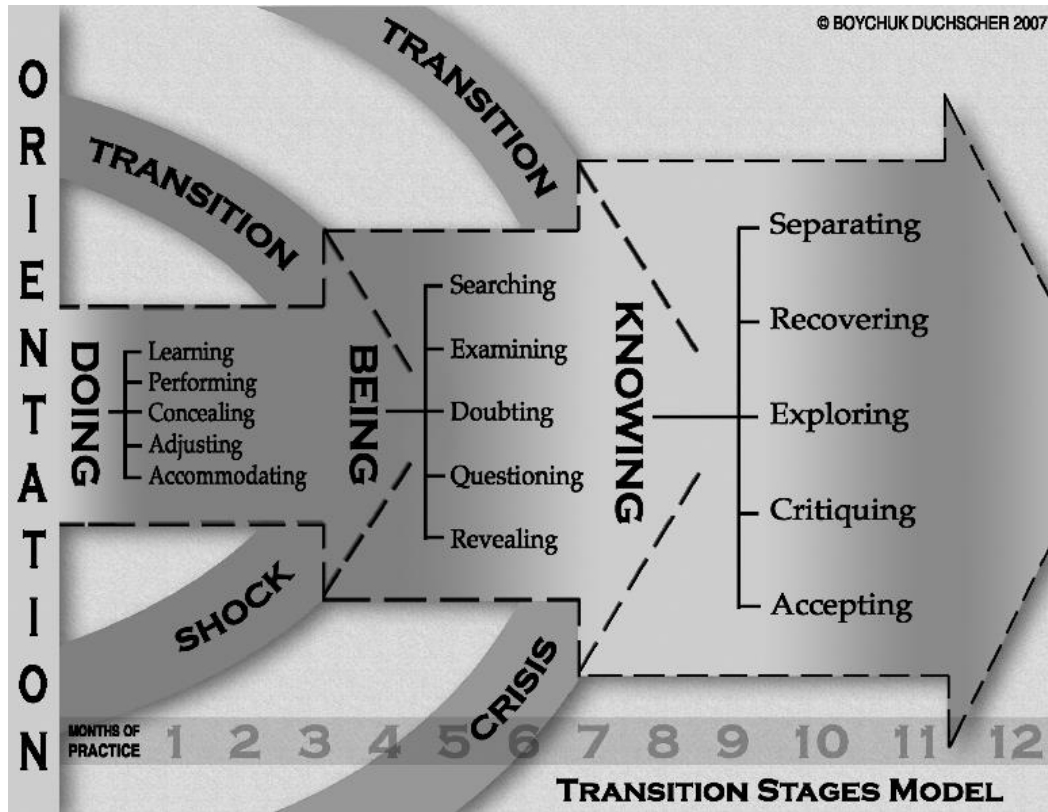 © BOYCHUK DUCHSCHER 2007
ORIENTATION
TRANSITION
TRANSITION
DOING
Learning
Performing
Concealing
Adjusting
Accommodating
BEING
Searching
Examining
Doubting
Questioning
Revealing
KNOWING
Separating
Recovering
Exploring
Critiquing
Accepting
SHOCK
CRISIS
MONTHS OF
PRACTICE 1 2 3 4 5 6 7 8 9 10 11 12
TRANSITION STAGES MODEL